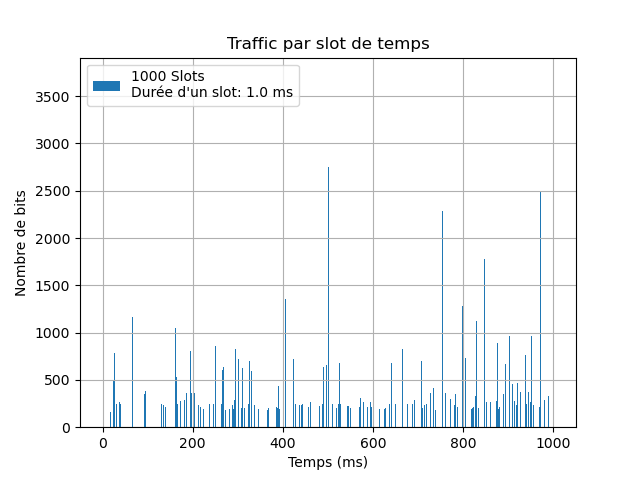 Traffic par slot de temps
1000 Slots
Durée d'un slot: 1.0 ms
Nombre de bits
3500
3000
2500
2000
1500
1000
500
0
0 200 400 600 800 1000
Temps (ms)